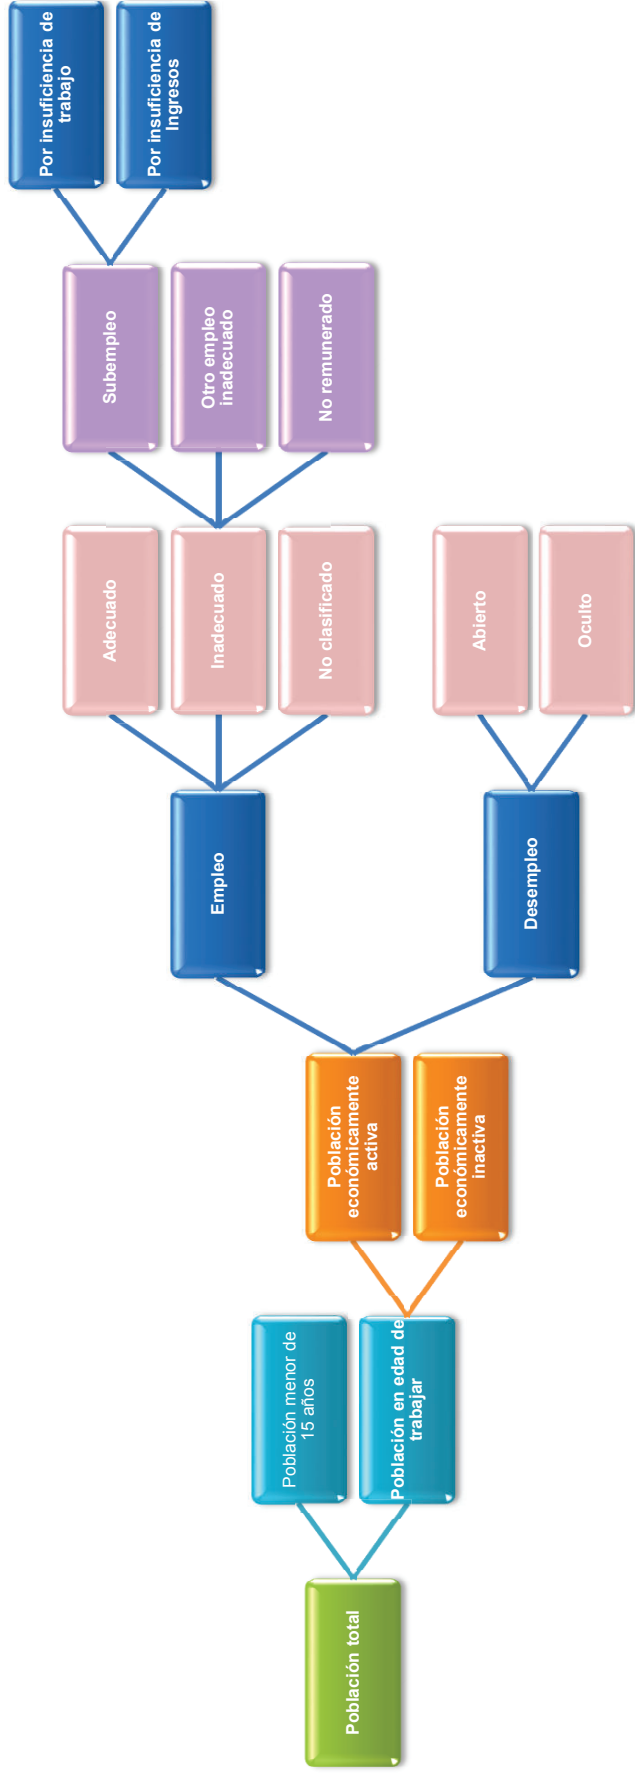 Población total
Población menor de
15 años
Población en edad de
trabajar
Población
económicamente
activa
Población
económicamente
inactiva
Empleo
Desempleo
Adecuado
Inadecuado
No clasificado
Abierto
Oculto
Subempleo
Otro empleo
inadecuado
No remunerado
Por insuficiencia de
trabajo
Por insuficiencia de
Ingresos